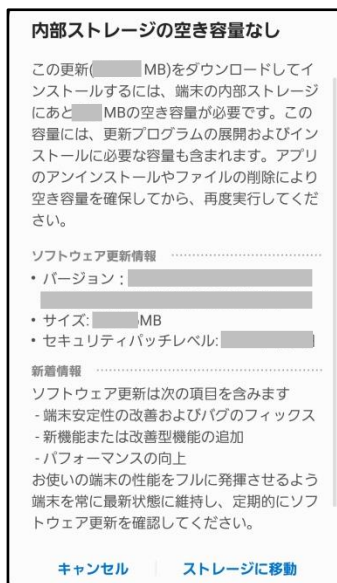 内部ストレージの空き容量なし
この更新( MB)をダウンロードしてイ
ンストールするには、端末の内部ストレージ
にあと MBの空き容量が必要です。この
容量には、更新プログラムの展開およびイン
ストールに必要な容量も含まれます。アプリ
のアンインストールやファイルの削除により
空き容量を確保してから、再度実行してくだ
さい。
ソフトウェア更新情報
• バージョン :
• サイズ: MB
• セキュリティパッチレベル:
新着情報
ソフトウェア更新は次の項目を含みます
- 端末安定性の改善およびバグのフィックス
- 新機能または改善型機能の追加
- パフォーマンスの向上
お使いの端末の性能をフルに発揮させるよう
端末を常に最新状態に維持し、定期的にソフ
トウェア更新を確認してください。
キャンセル ストレージに移動